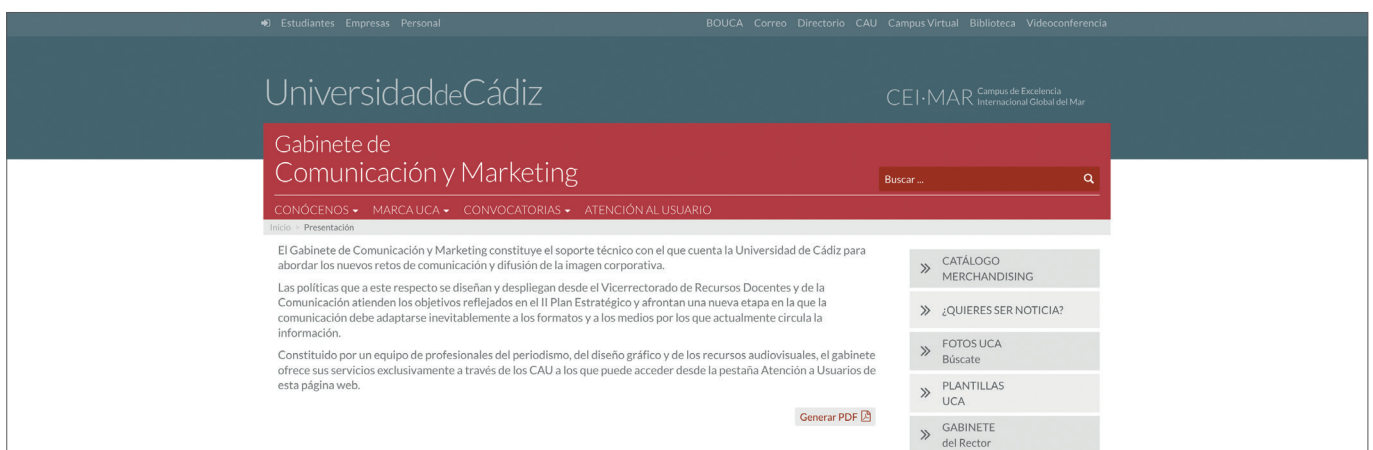 Estudiantes Empresas Personal
BOUCA Correo Directorio CAU Campus Virtual Biblioteca Videoconferencia
UniversidaddeCádiz
CEI·MAR Campus de Excelencia
Internacional Global del Mar
Gabinete de
Comunicación y Marketing
Buscar ...
CONÓCENOS MARCA UCA CONVOCATORIAS ATENCIÓN AL USUARIO
Inicio » Presentación
El Gabinete de Comunicación y Marketing constituye el soporte técnico con el que cuenta la Universidad de Cádiz para
abordar los nuevos retos de comunicación y difusión de la imagen corporativa.
Las políticas que a este respecto se diseñan y despliegan desde el Vicerrectorado de Recursos Docentes y de la
Comunicación atienden los objetivos reflejados en el II Plan Estratégico y afrontan una nueva etapa en la que la
comunicación debe adaptarse inevitablemente a los formatos y a los medios por los que actualmente circula la
información.
Constituido por un equipo de profesionales del periodismo, del diseño gráfico y de los recursos audiovisuales, el gabinete
ofrece sus servicios exclusivamente a través de los CAU a los que puede acceder desde la pestaña Atención a Usuarios de
esta página web.
Generar PDF
CATÁLOGO
MERCHANDISING
¿QUIERES SER NOTICIA?
FOTOS UCA
Búscate
PLANTILLAS
UCA
GABINETE
del Rector